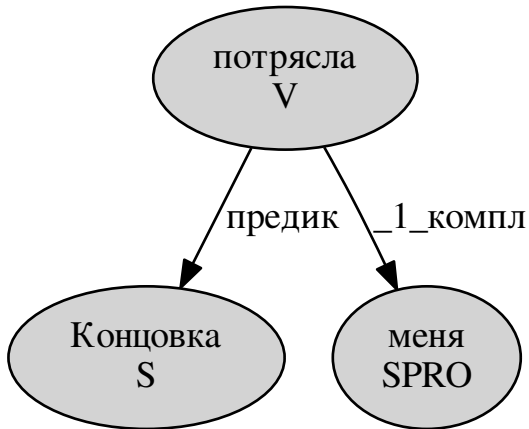 потрясла
V
предик
_1_компл
Концовка
S
меня
SPRO